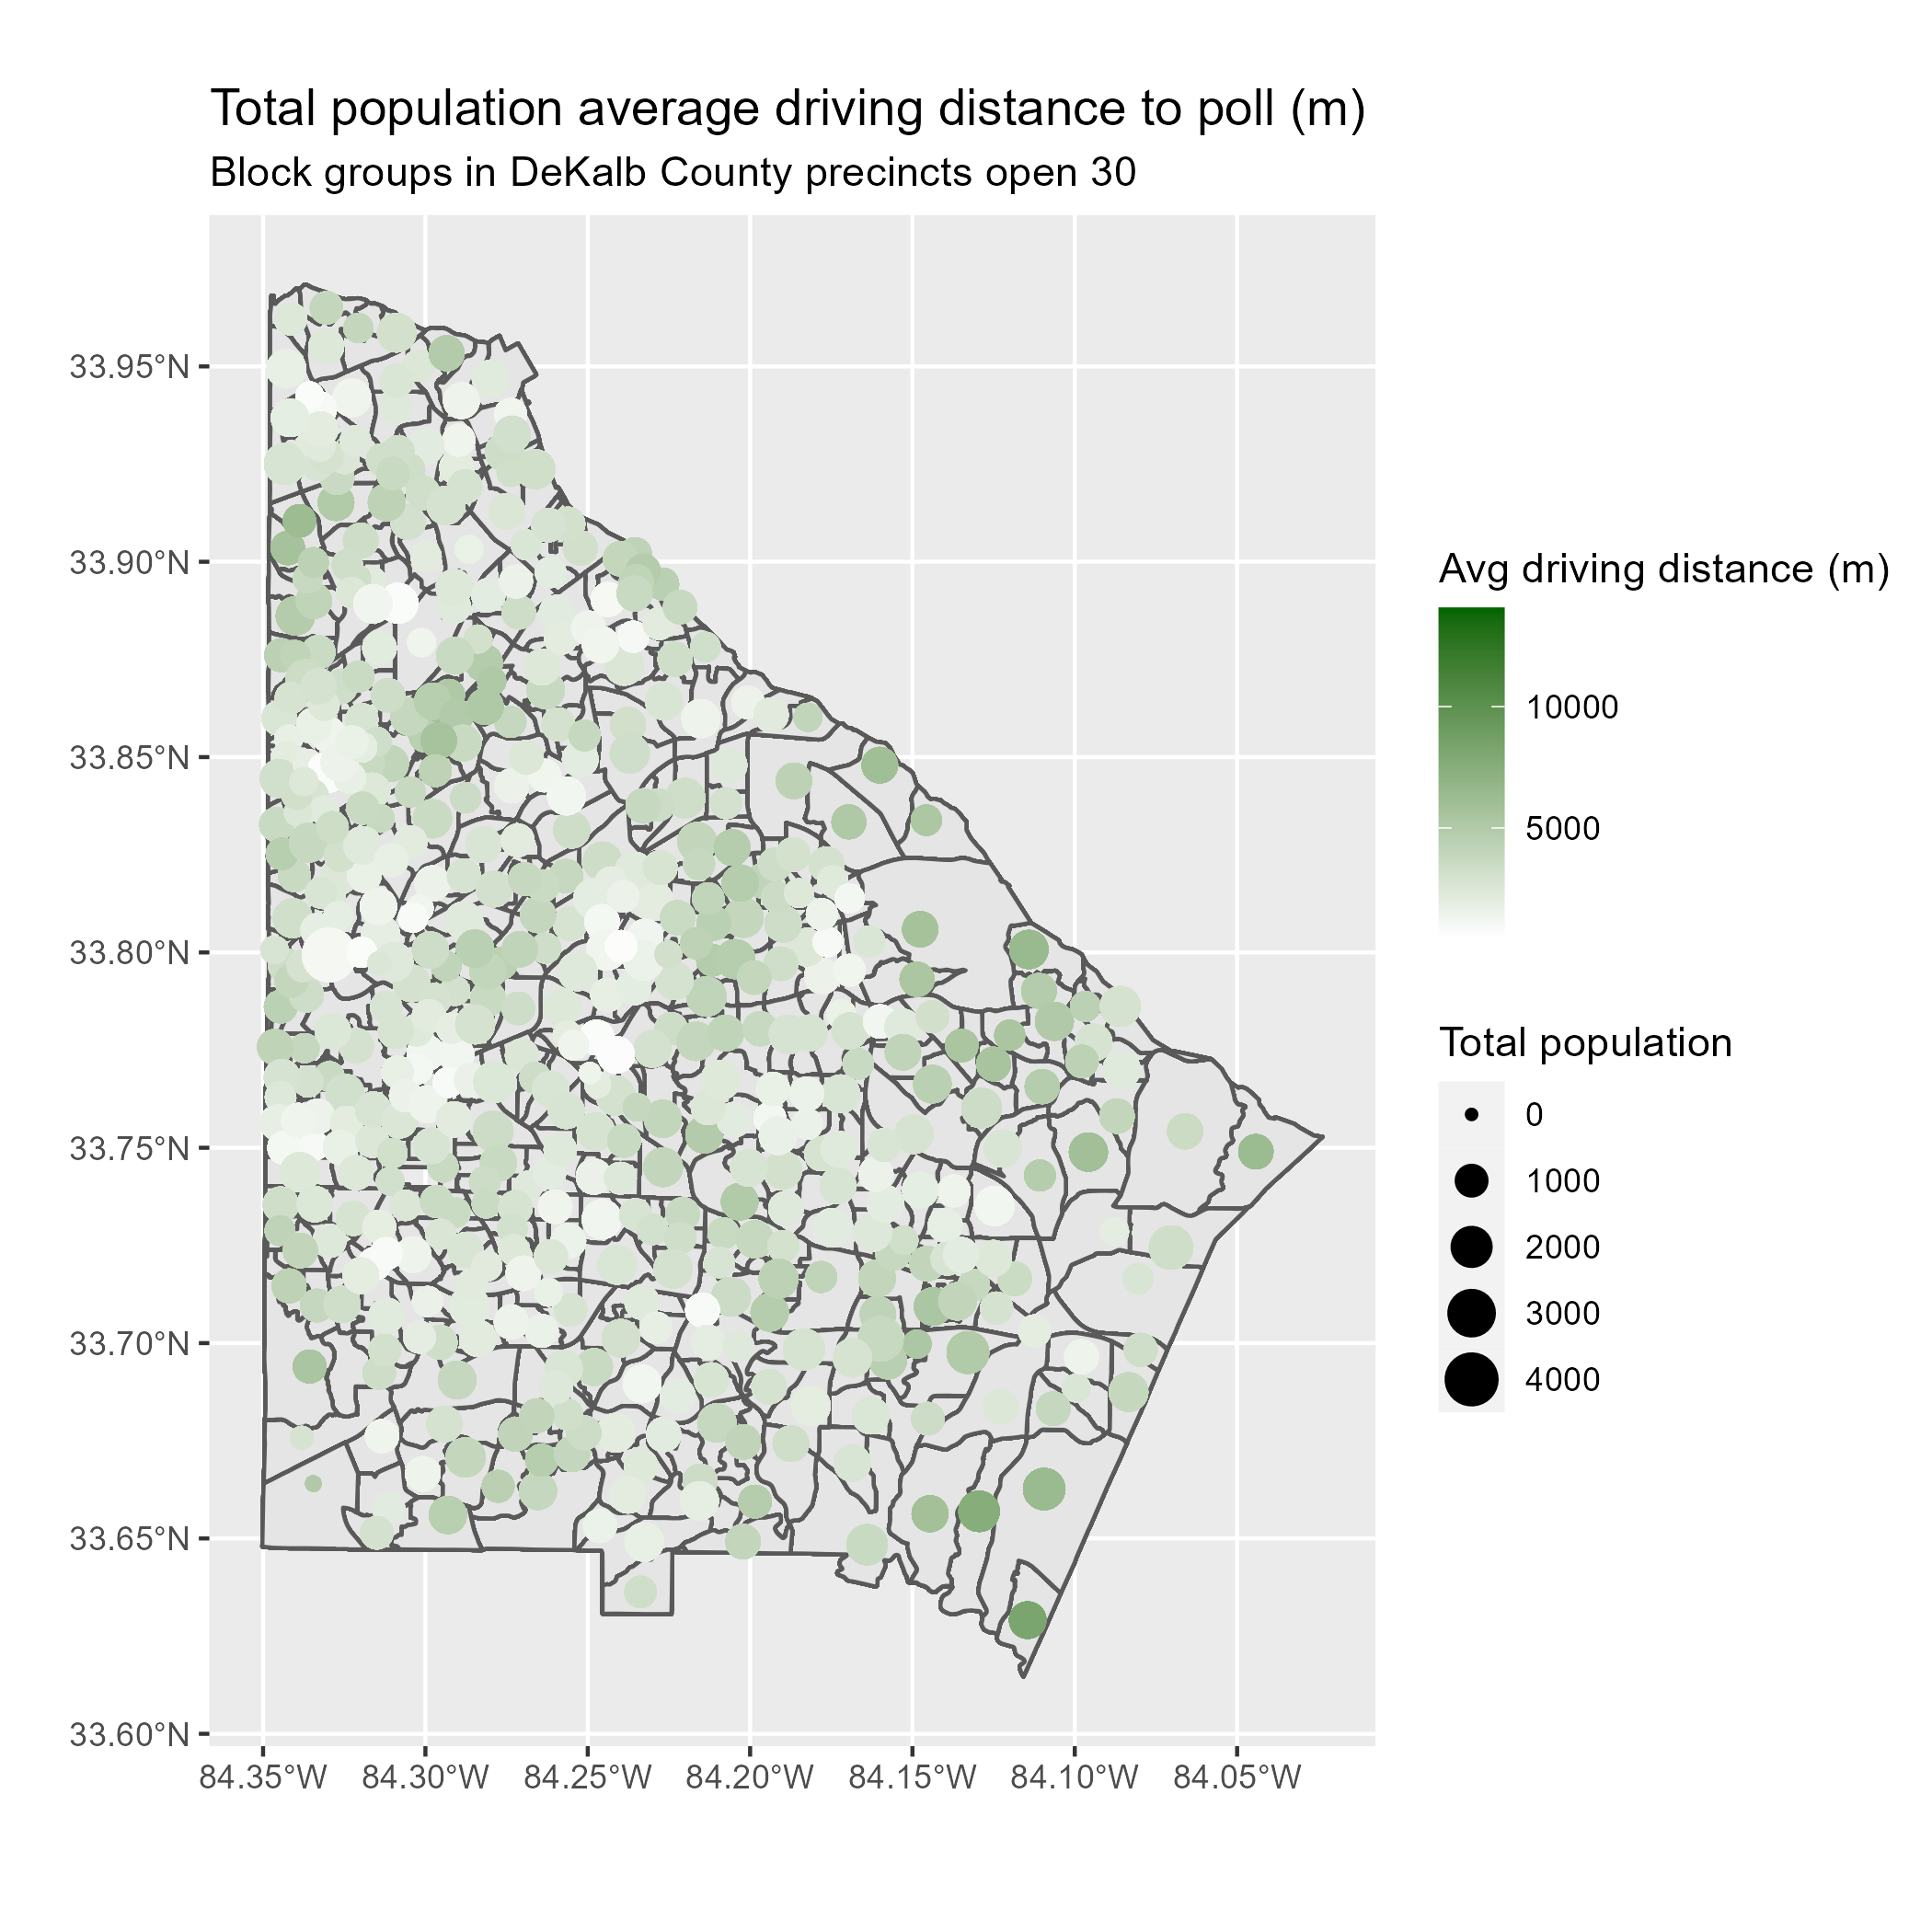 Total population average driving distance to poll (m)
Block groups in DeKalb County precincts open 30
33.95°N
33.90°N
33.85°N
33.80°N
33.75°N
33.70°N
33.65°N
33.60°N
84.35°W
84.30°W
84.25°W
84.20°W
84.15°W
84.10°W
84.05°W
Avg driving distance (m)
10000
5000
Total population
0
1000
2000
3000
4000